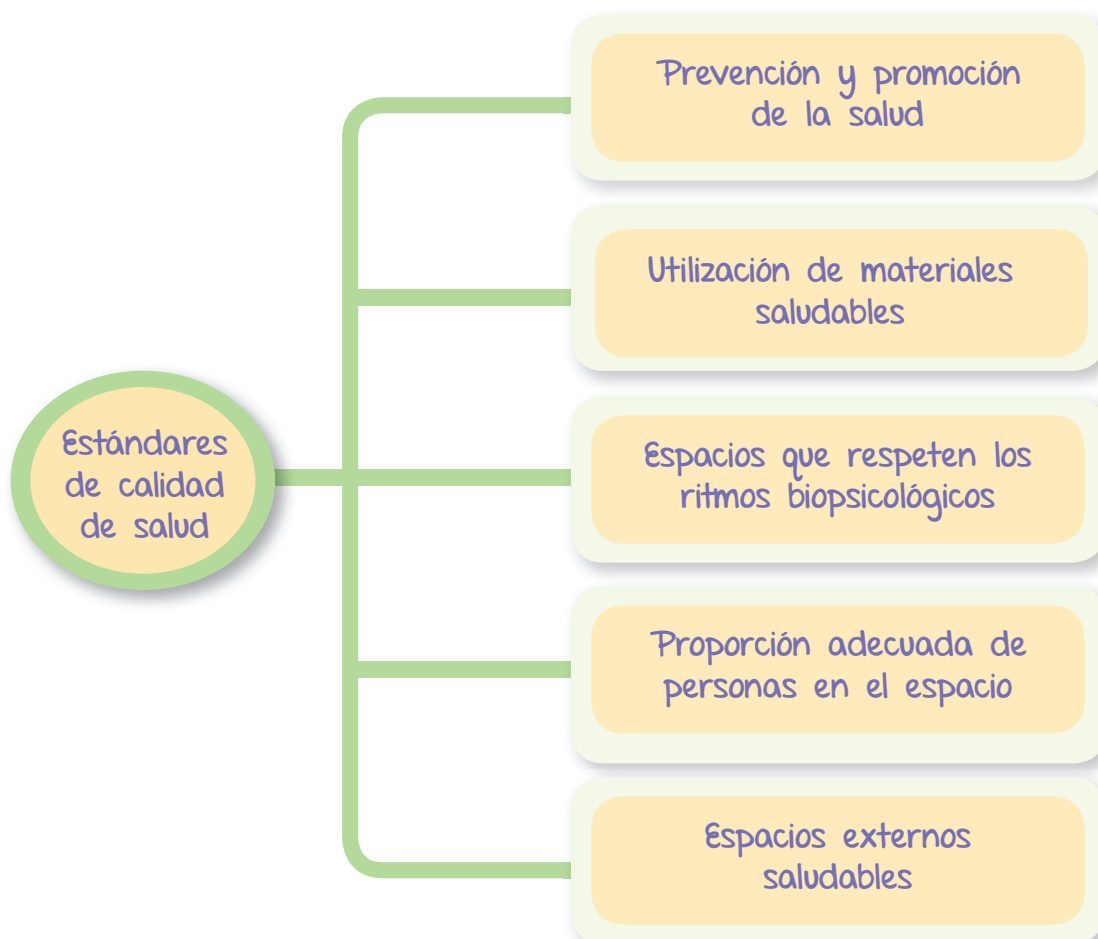 Prevención y promoción
de la salud
Utilización de materiales
saludables
Estándares
de calidad
de salud
Espacios que respeten los
ritmos biopsicológicos
Proporción adecuada de
personas en el espacio
Espacios externos
saludables